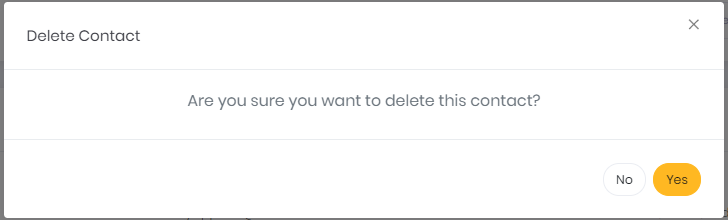 Delete Contact
Are you sure you want to delete this contact?
No
Yes